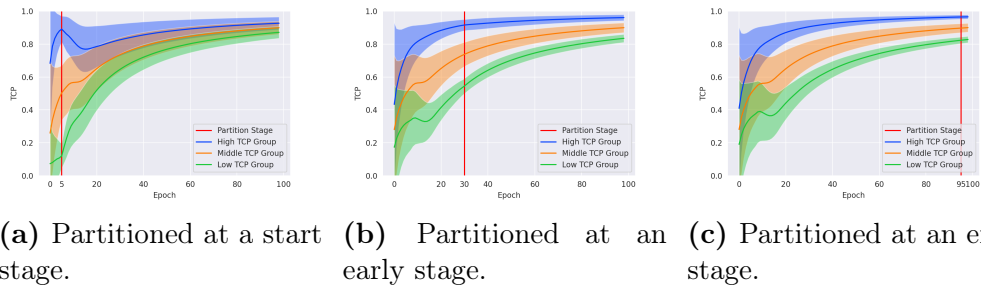 1.0
0.8
0.6
0.4
0.2
0.0
TCP
0 5 20 40 60 80 100
Epoch
Partition Stage
High TCP Group
Middle TCP Group
Low TCP Group
1.0
0.8
0.6
0.4
0.2
0.0
TCP
0 20 30 40 60 80 100
Epoch
Partition Stage
High TCP Group
Middle TCP Group
Low TCP Group
1.0
0.8
0.6
0.4
0.2
0.0
TCP
0 20 40 60 80 95100
Epoch
Partition Stage
High TCP Group
Middle TCP Group
Low TCP Group
(a) Partitioned at a start
stage.
(b) Partitioned at an
early stage.
(c) Partitioned at an
stage.